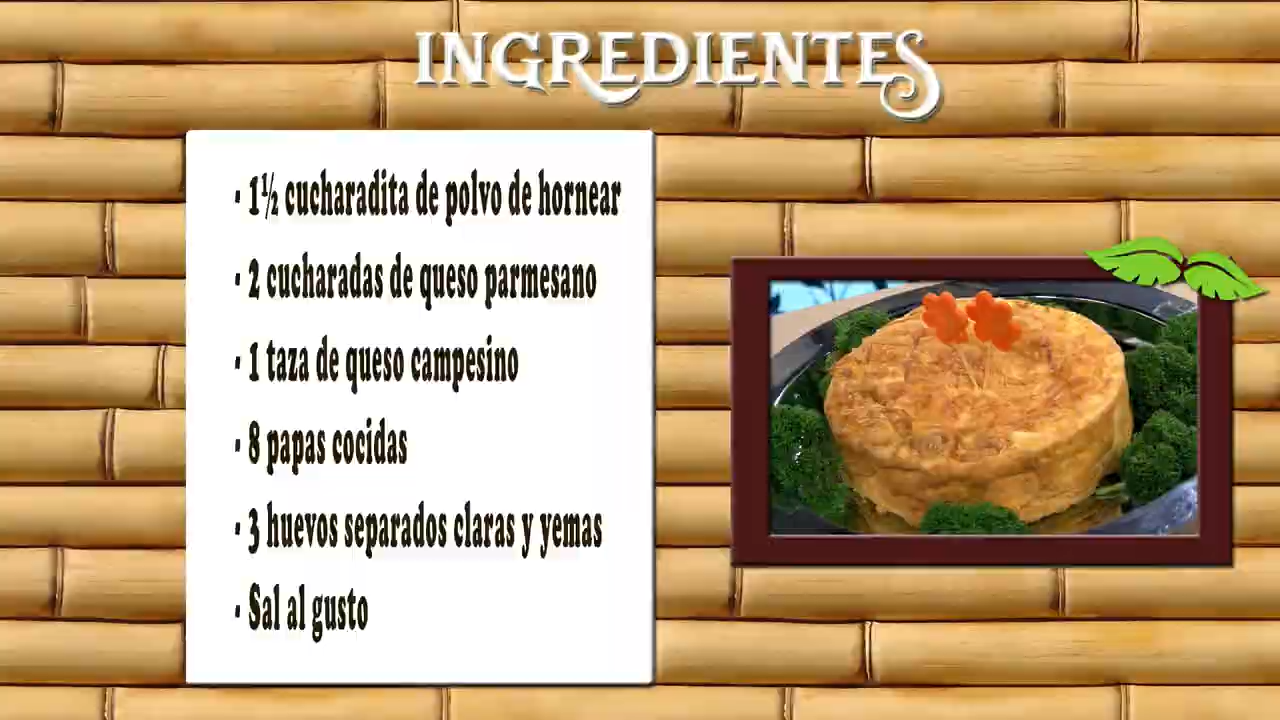 INGREDIENTES
· 1½ cucharadita de polvo de hornear
· 2 cucharadas de queso parmesano
· 1 taza de queso campesino
· 8 papas cocidas
· 3 huevos separados claras y yemas
· Sal al gusto